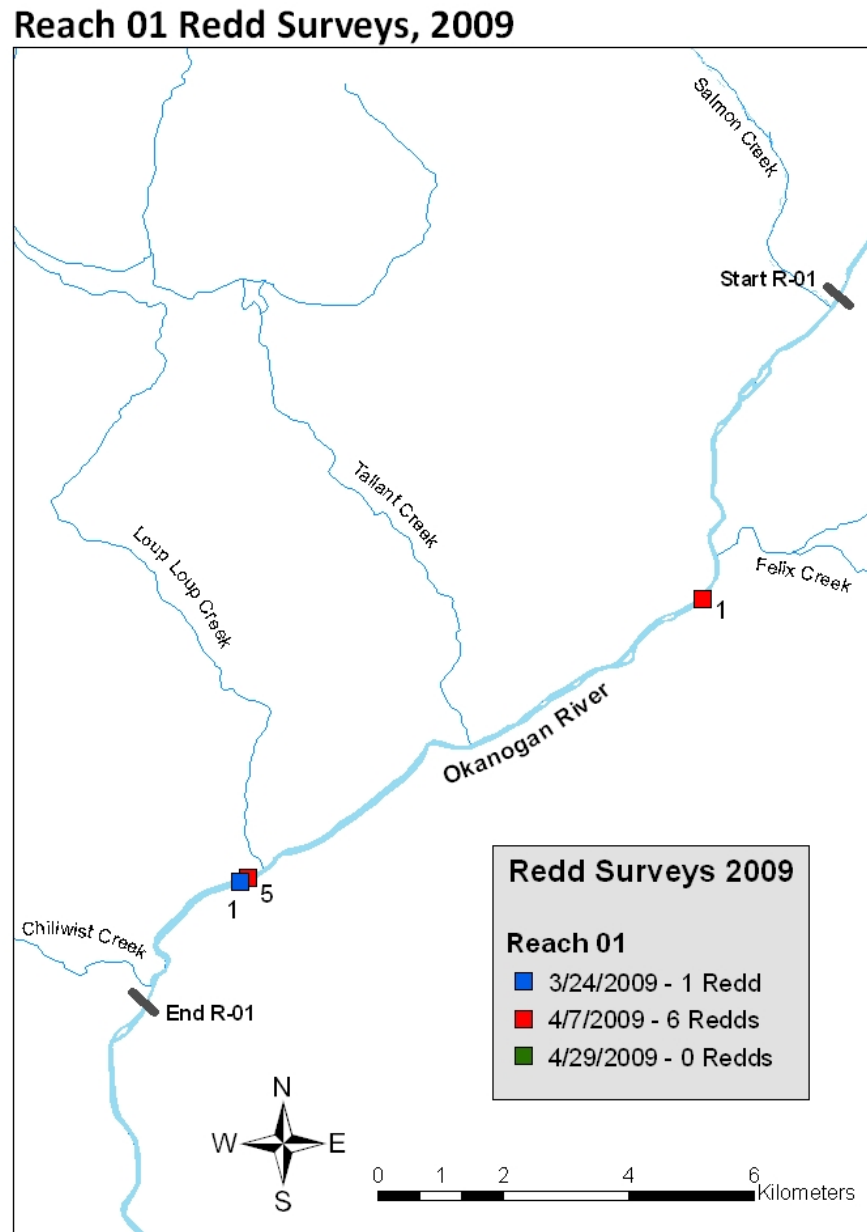 Reach 01 Redd Surveys, 2009
Salmon Creek
Start R-01
Tallant Creek
Loup Loup Creek
Felix Creek
1
Okanogan River
5
1
Chiliwist Creek
End R-01
Redd Surveys 2009
Reach 01
3/24/2009 - 1 Redd
4/7/2009 - 6 Redds
4/29/2009 - 0 Redds
N
W E
S
0 1 2 4 6
Kilometers